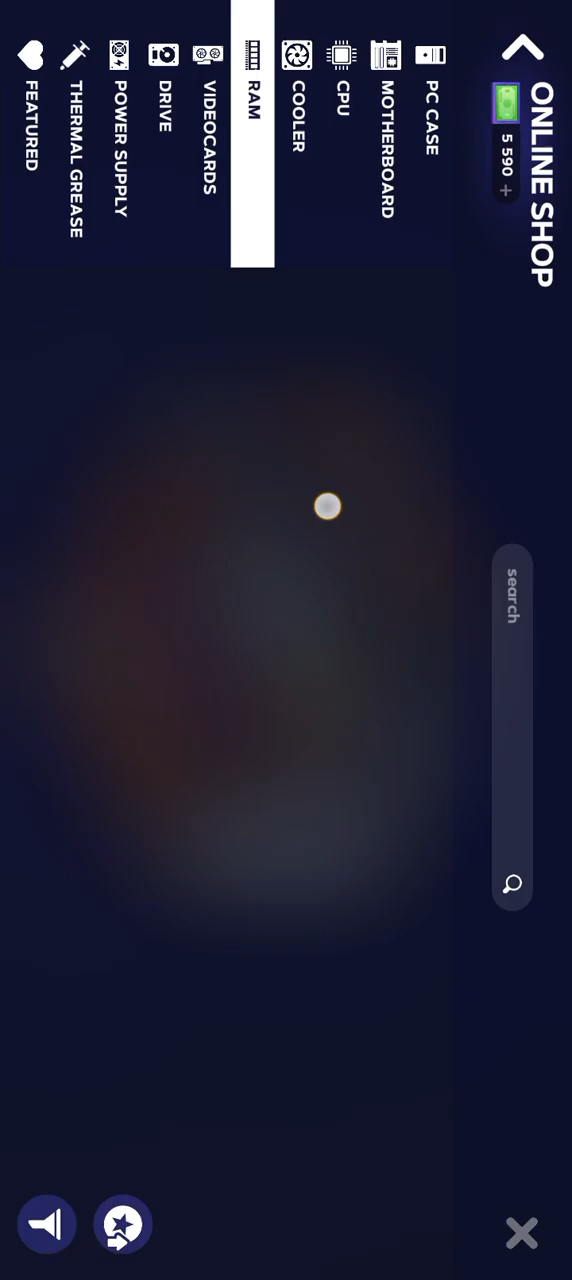 ONLINE SHOP
5 590 +
search
PC CASE
MOTHERBOARD
CPU
COOLER
RAM
VIDEOCARDS
DRIVE
POWER SUPPLY
THERMAL GREASE
FEATURED